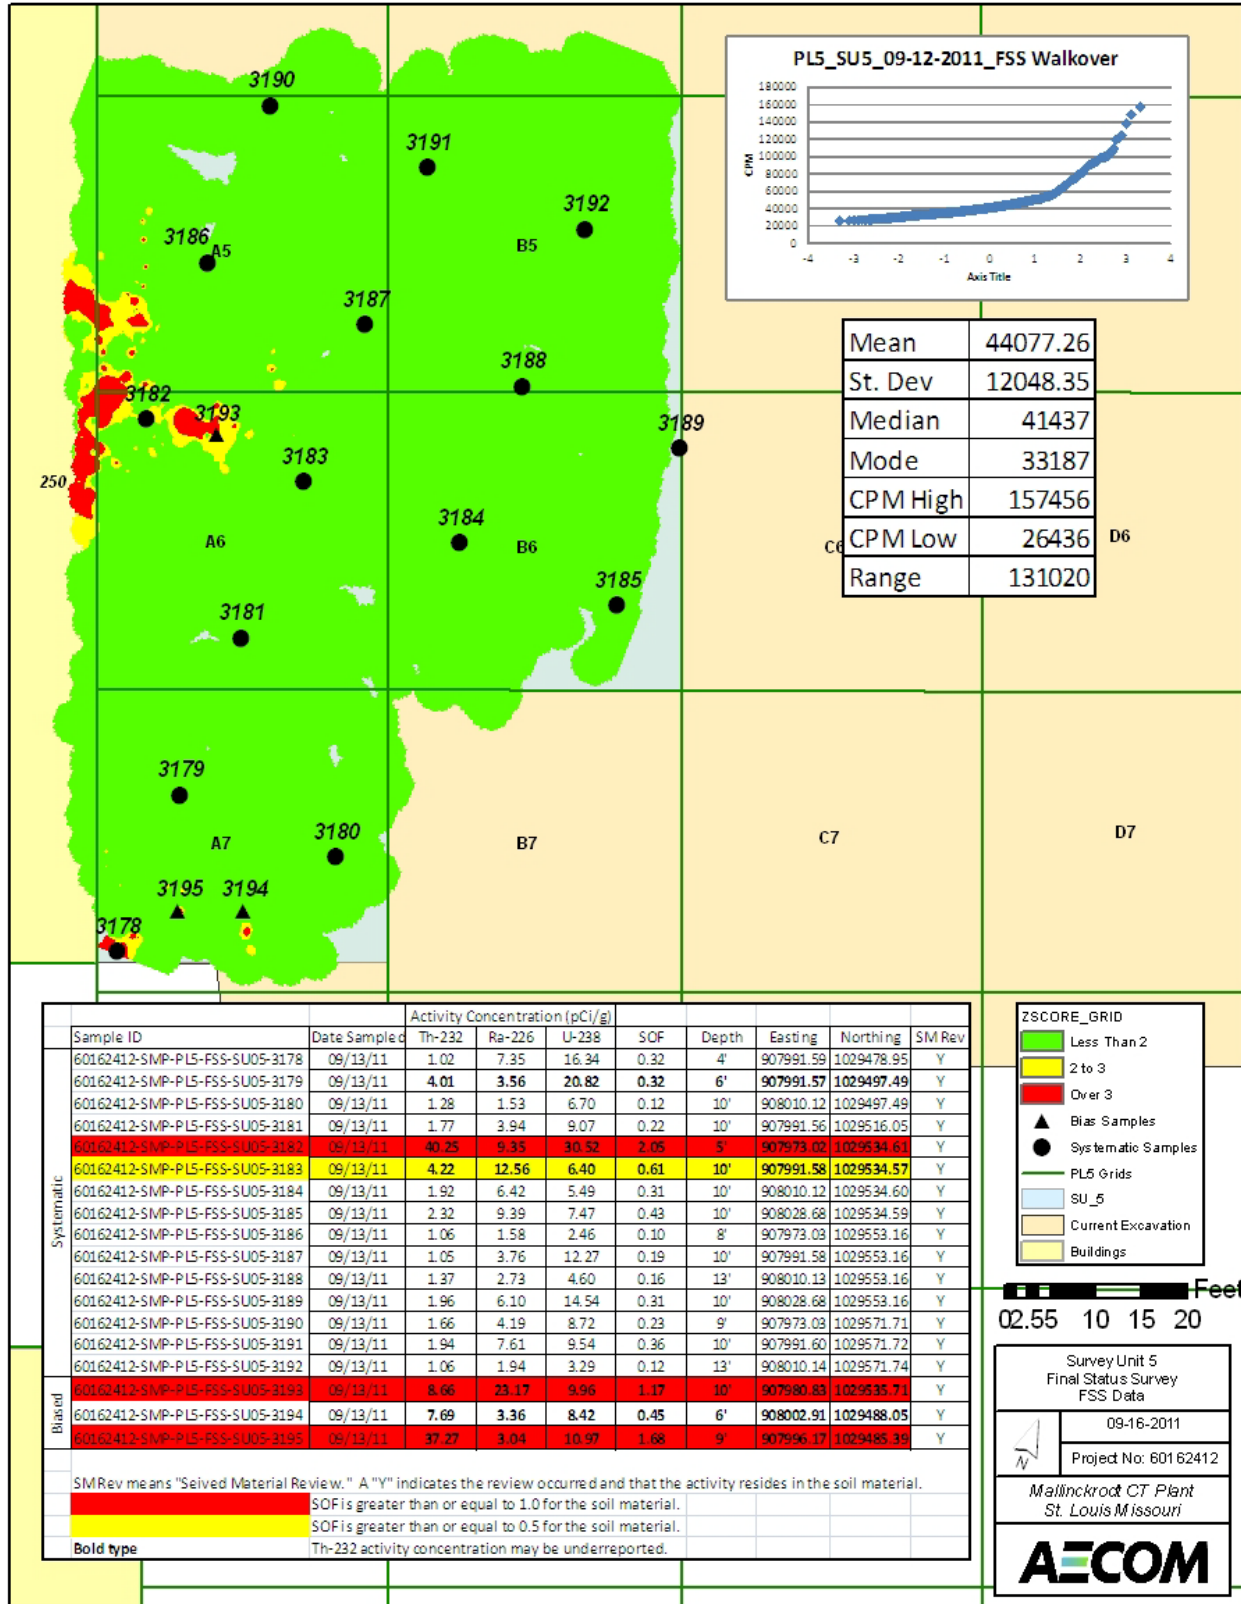 PL5_SU5_09-12-2011_FSS Walkover
180000
160000
140000
120000
100000
80000
60000
40000
20000
0
CPM
-4 -3 -2 -1 0 1 2 3 4
Axis Title
Mean 44077.26
St. Dev 12048.35
Median 41437
Mode 33187
CPM High 157456
CPM Low 26436
Range 131020
3190
3191
3192
3186
A5
B5
3187
3188
3182
3193
3189
3183
250
3184
A6
B6
C6
D6
3185
3181
3179
3180
A7
B7
C7
D7
3195
3194
3178
Activity Concentration (pCi/g)
Sample ID Date Sampled Th-232 Ra-226 U-238 SOF Depth Easting Northing SM Rev
Systematic
60162412-SMP-PL5-FSS-SU05-3178 09/13/11 1.02 7.35 16.34 0.32 4' 907991.59 1029478.95 Y
60162412-SMP-PL5-FSS-SU05-3179 09/13/11 4.01 3.56 20.82 0.32 6' 907991.57 1029497.49 Y
60162412-SMP-PL5-FSS-SU05-3180 09/13/11 1.28 1.53 6.70 0.12 10' 908010.12 1029497.49 Y
60162412-SMP-PL5-FSS-SU05-3181 09/13/11 1.77 3.94 9.07 0.22 10' 907991.56 1029516.05 Y
60162412-SMP-PL5-FSS-SU05-3182 09/13/11 40.25 9.35 30.52 2.05 5' 907973.02 1029534.61 Y
60162412-SMP-PL5-FSS-SU05-3183 09/13/11 4.22 12.56 6.40 0.61 10' 907991.58 1029534.57 Y
60162412-SMP-PL5-FSS-SU05-3184 09/13/11 1.92 6.42 5.49 0.31 10' 908010.12 1029534.60 Y
60162412-SMP-PL5-FSS-SU05-3185 09/13/11 2.32 9.39 7.47 0.43 10' 908028.68 1029534.59 Y
60162412-SMP-PL5-FSS-SU05-3186 09/13/11 1.06 1.58 2.46 0.10 8' 907973.03 1029553.16 Y
60162412-SMP-PL5-FSS-SU05-3187 09/13/11 1.05 3.76 12.27 0.19 10' 907991.58 1029553.16 Y
60162412-SMP-PL5-FSS-SU05-3188 09/13/11 1.37 2.73 4.60 0.16 13' 908010.13 1029553.16 Y
60162412-SMP-PL5-FSS-SU05-3189 09/13/11 1.96 6.10 14.54 0.31 10' 908028.68 1029553.16 Y
60162412-SMP-PL5-FSS-SU05-3190 09/13/11 1.66 4.19 8.72 0.23 9' 907973.03 1029571.71 Y
60162412-SMP-PL5-FSS-SU05-3191 09/13/11 1.94 7.61 9.54 0.36 10' 907991.60 1029571.72 Y
60162412-SMP-PL5-FSS-SU05-3192 09/13/11 1.06 1.94 3.29 0.12 13' 908010.14 1029571.74 Y
Biased
60162412-SMP-PL5-FSS-SU05-3193 09/13/11 8.66 23.17 9.96 1.17 10' 907980.83 1029535.71 Y
60162412-SMP-PL5-FSS-SU05-3194 09/13/11 7.69 3.36 8.42 0.45 6' 908002.91 1029488.05 Y
60162412-SMP-PL5-FSS-SU05-3195 09/13/11 37.27 3.04 10.97 1.68 9' 907996.17 1029485.39 Y
SM Rev means "Seived Material Review." A "Y" indicates the review occurred and that the activity resides in the soil material.
SOF is greater than or equal to 1.0 for the soil material.
SOF is greater than or equal to 0.5 for the soil material.
Bold type Th-232 activity concentration may be underreported.
ZSCORE_GRID
Less Than 2
2 to 3
Over 3
Bias Samples
Systematic Samples
PL5 Grids
SU_5
Current Excavation
Buildings
Feet
02.55 10 15 20
Survey Unit 5
Final Status Survey
FSS Data
09-16-2011
N
Project No: 60162412
Mallinckrodt CT Plant
St. Louis Missouri
AECOM